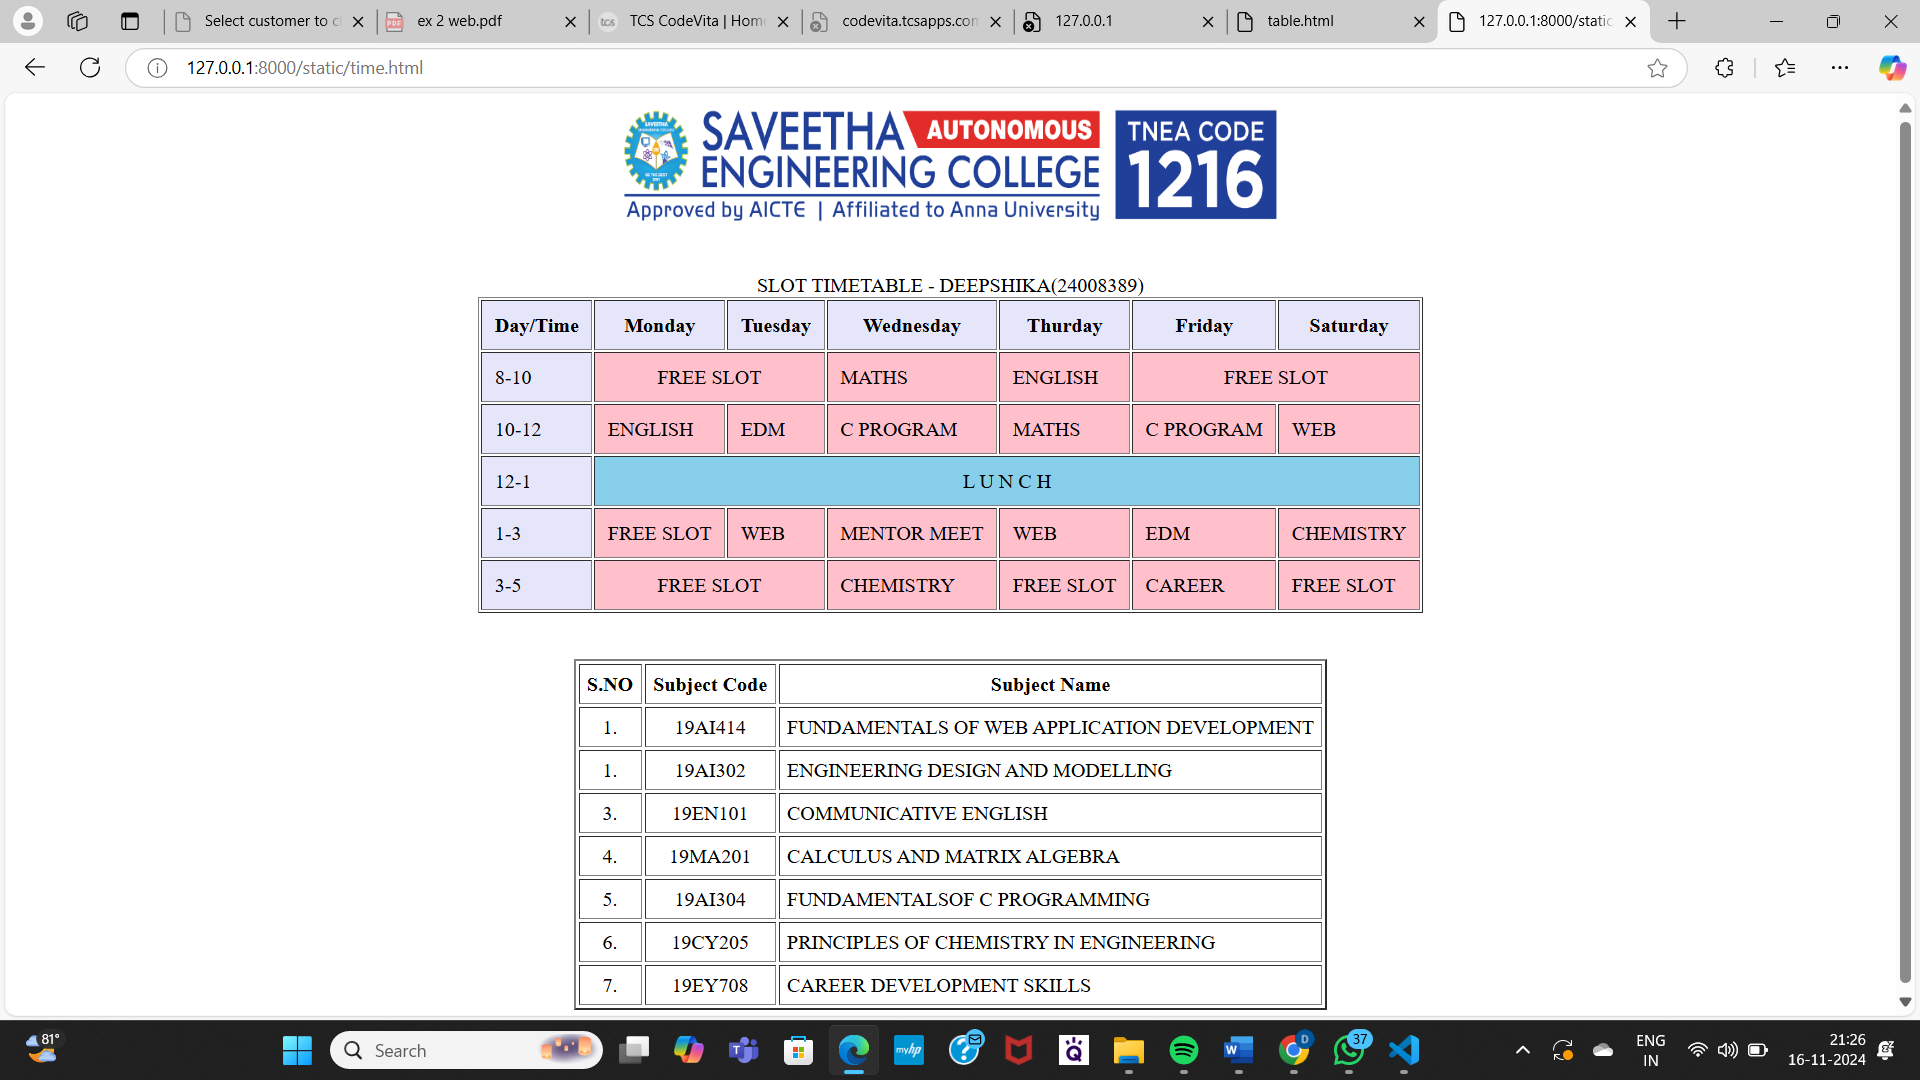 Select customer to c
ex 2 web.pdf
TCS CodeVita | Hom
codevita.tcsapps.con
127.0.0.1
table.html
127.0.0.1:8000/static
127.0.0.1:8000/static/time.html
SAVEETHA AUTONOMOUS
ENGINEERING COLLEGE
Approved by AICTE | Affiliated to Anna University
TNEA CODE
1216
SLOT TIMETABLE - DEEPSHIKA(24008389)
Day/Time Monday Tuesday Wednesday Thurday Friday Saturday
8-10 FREE SLOT MATHS ENGLISH FREE SLOT
10-12 ENGLISH EDM C PROGRAM MATHS C PROGRAM WEB
12-1 L U N C H
1-3 FREE SLOT WEB MENTOR MEET WEB EDM CHEMISTRY
3-5 FREE SLOT CHEMISTRY FREE SLOT CAREER FREE SLOT
S.NO Subject Code Subject Name
1. 19AI414 FUNDAMENTALS OF WEB APPLICATION DEVELOPMENT
1. 19AI302 ENGINEERING DESIGN AND MODELLING
3. 19EN101 COMMUNICATIVE ENGLISH
4. 19MA201 CALCULUS AND MATRIX ALGEBRA
5. 19AI304 FUNDAMENTALSOF C PROGRAMMING
6. 19CY205 PRINCIPLES OF CHEMISTRY IN ENGINEERING
7. 19EY708 CAREER DEVELOPMENT SKILLS
81°
Search
myhp
D
37
ENG
IN
21:26
16-11-2024